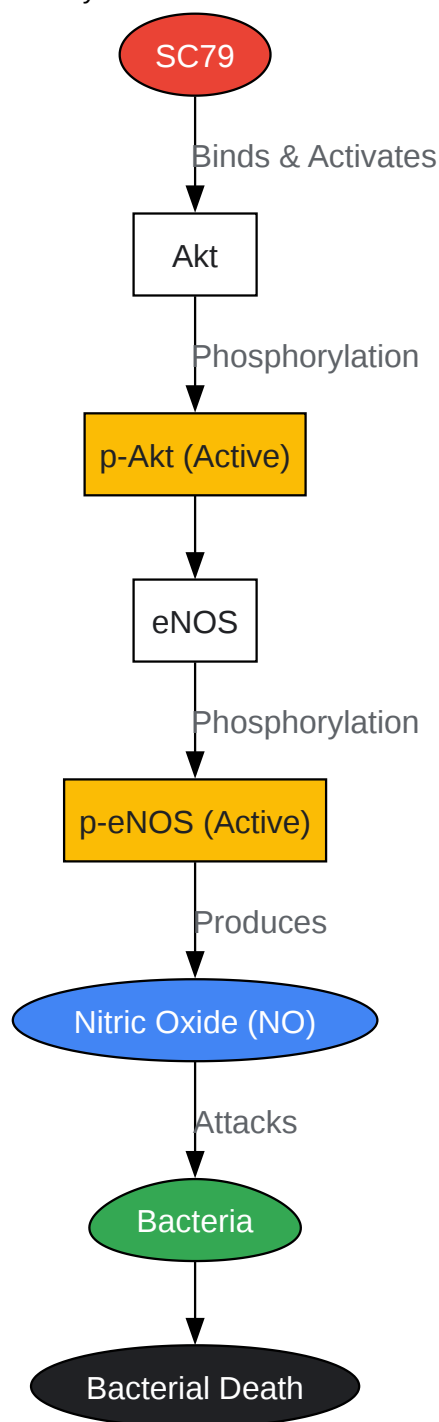 SC79
Binds & Activates
Akt
Phosphorylation
p-Akt (Active)
eNOS
Phosphorylation
p-eNOS (Active)
Produces
Nitric Oxide (NO)
Attacks
Bacteria
Bacterial Death